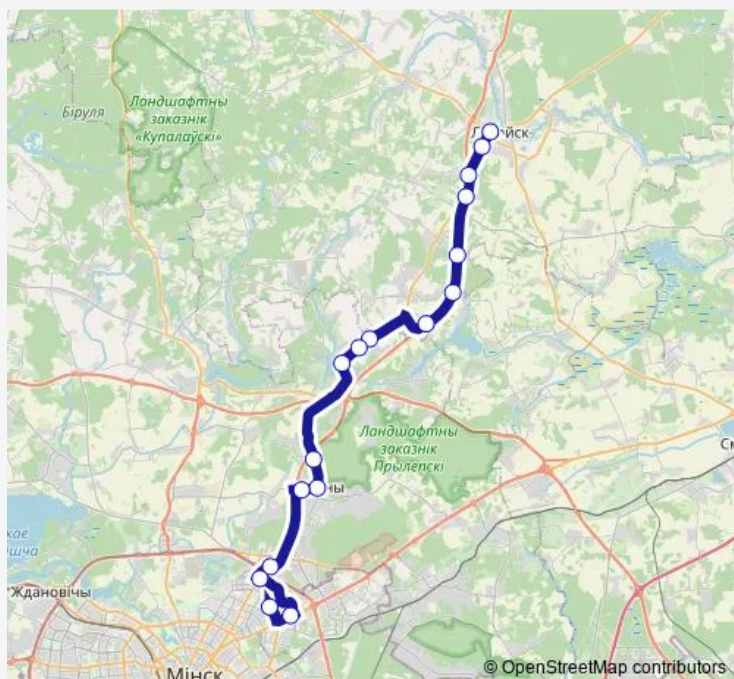 Біруля
Ландшафтны
заказнік
«Купалаўскі»
Ландшафтны
заказнік
Прылепскі
Ждановічы
Мінск
© OpenStreetMap contributors